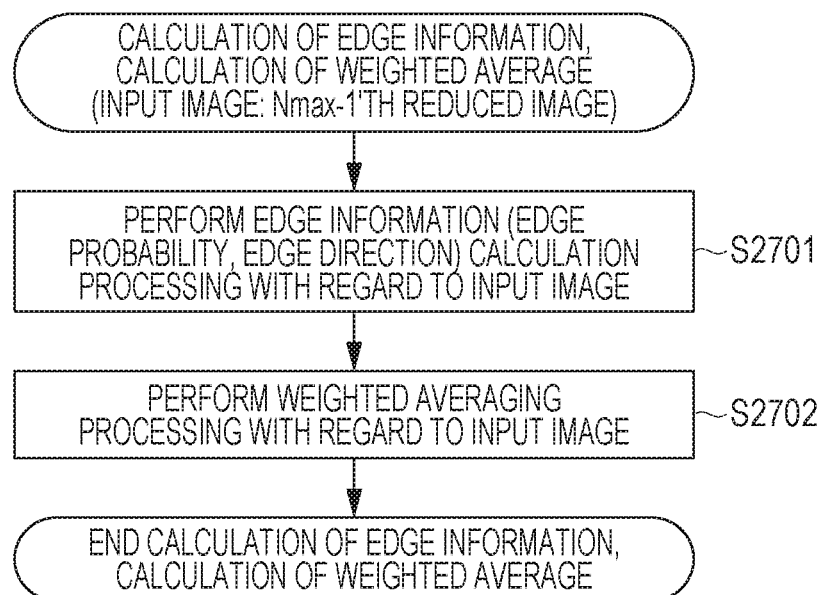 CALCULATION OF EDGE INFORMATION,
CALCULATION OF WEIGHTED AVERAGE
(INPUT IMAGE: Nmax-1'TH REDUCED IMAGE)
PERFORM EDGE INFORMATION (EDGE
PROBABILITY, EDGE DIRECTION) CALCULATION
PROCESSING WITH REGARD TO INPUT IMAGE
S2701
PERFORM WEIGHTED AVERAGING
PROCESSING WITH REGARD TO INPUT IMAGE
S2702
END CALCULATION OF EDGE INFORMATION,
CALCULATION OF WEIGHTED AVERAGE